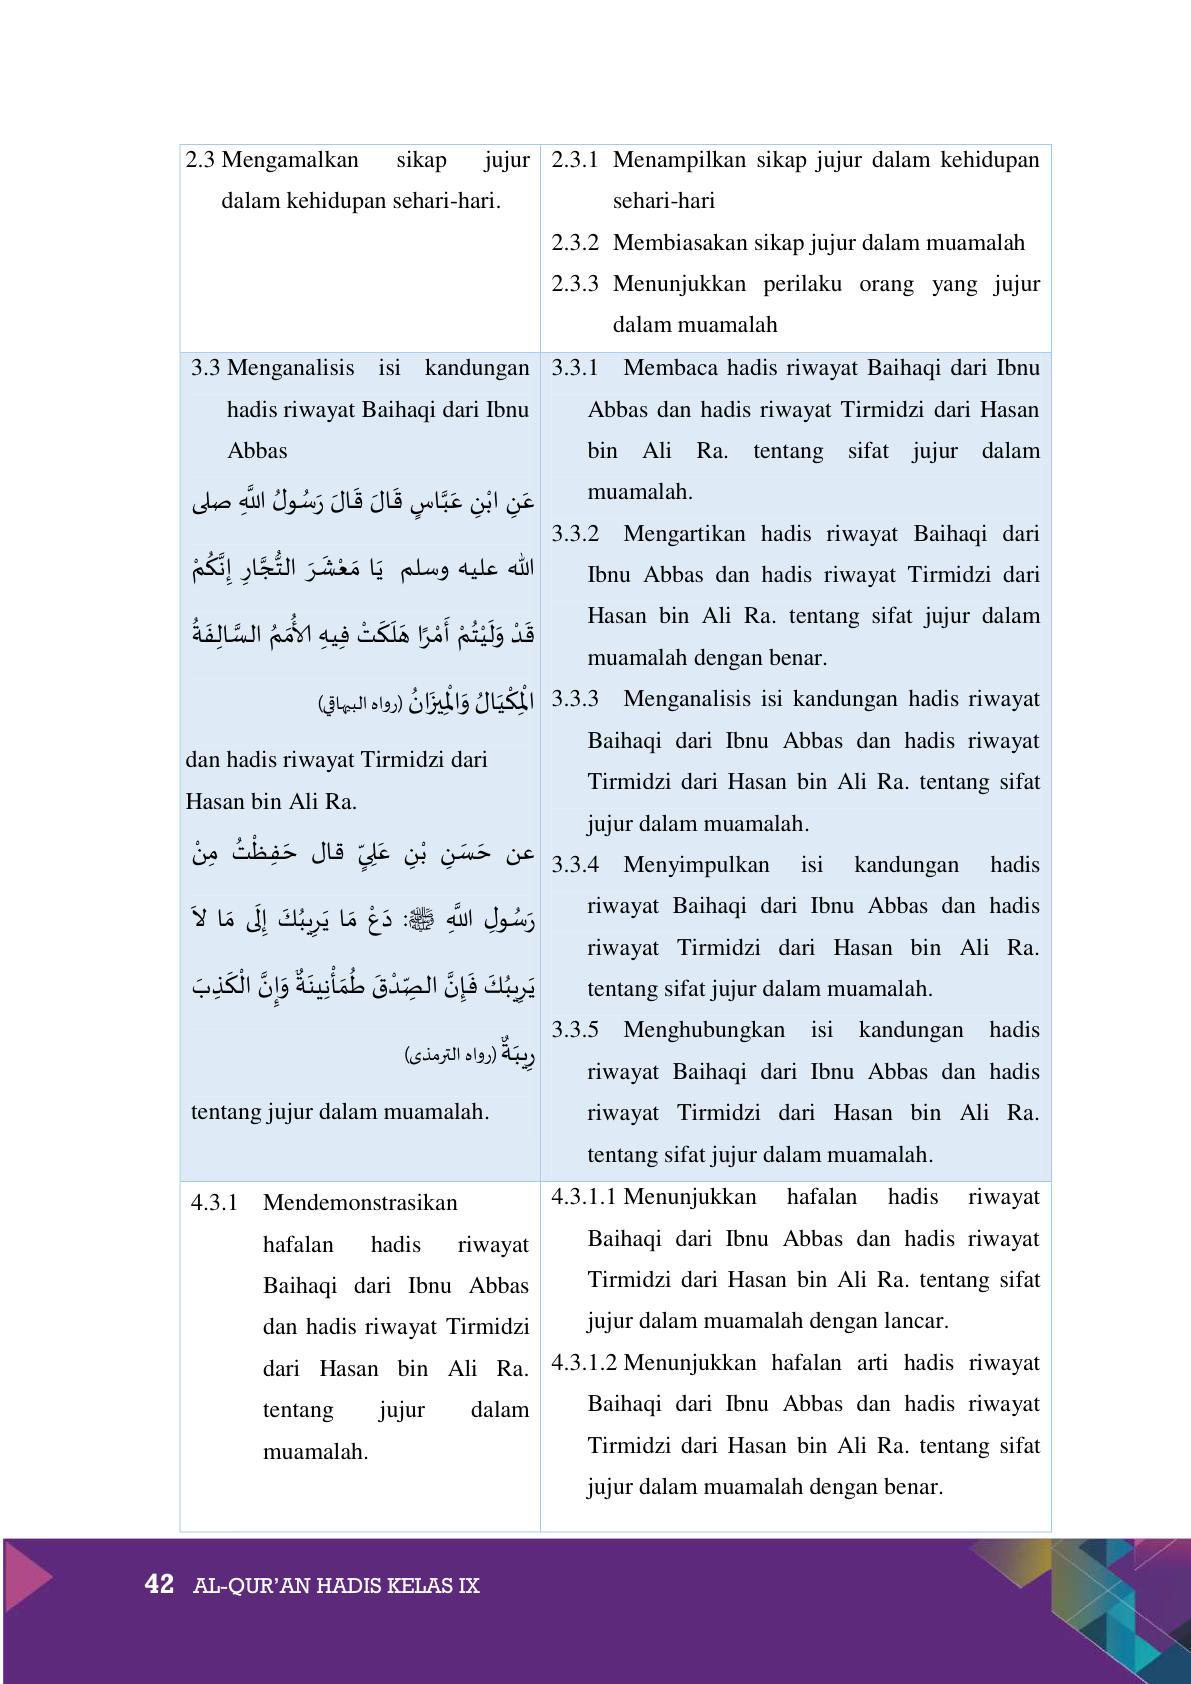 2.3 Mengamalkan sikap jujur
dalam kehidupan sehari-hari.
2.3.1 Menampilkan sikap jujur dalam kehidupan
sehari-hari
2.3.2 Membiasakan sikap jujur dalam muamalah
2.3.3 Menunjukkan perilaku orang yang jujur
dalam muamalah
3.3 Menganalisis isi kandungan
hadis riwayat Baihaqi dari Ibnu
Abbas
عَنِ ابْنِ عَبَّاسٍ قَالَ قَالَ رَسُولُ اللَّهِ صلى
الله عليه وسلم يَا مَعْشَرَ التُّجَّارِ إِنَّكُمْ
قَدْ وَلَيْتُمْ أَمْرًا هَلَكَتْ فِيهِ الأُمَمُ السَّالِفَةُ
الْمِكْيَالُ وَالْمِيزَانُ (رواه البيهاقي)
dan hadis riwayat Tirmidzi dari
Hasan bin Ali Ra.
عن حَسَنِ بْنِ عَلِيٍّ قال حَفِظْتُ مِنْ
رَسُولِ اللَّهِ ﷺ: دَعْ مَا يَرِيبُكَ إِلَى مَا لاَ
يَرِيبُكَ فَإِنَّ الصِّدْقَ طُمَأْنِينَةٌ وَإِنَّ الْكَذِبَ
رِيبَةٌ (رواه الترمذى)
tentang jujur dalam muamalah.
3.3.1 Membaca hadis riwayat Baihaqi dari Ibnu
Abbas dan hadis riwayat Tirmidzi dari Hasan
bin Ali Ra. tentang sifat jujur dalam
muamalah.
3.3.2 Mengartikan hadis riwayat Baihaqi dari
Ibnu Abbas dan hadis riwayat Tirmidzi dari
Hasan bin Ali Ra. tentang sifat jujur dalam
muamalah dengan benar.
3.3.3 Menganalisis isi kandungan hadis riwayat
Baihaqi dari Ibnu Abbas dan hadis riwayat
Tirmidzi dari Hasan bin Ali Ra. tentang sifat
jujur dalam muamalah.
3.3.4 Menyimpulkan isi kandungan hadis
riwayat Baihaqi dari Ibnu Abbas dan hadis
riwayat Tirmidzi dari Hasan bin Ali Ra.
tentang sifat jujur dalam muamalah.
3.3.5 Menghubungkan isi kandungan hadis
riwayat Baihaqi dari Ibnu Abbas dan hadis
riwayat Tirmidzi dari Hasan bin Ali Ra.
tentang sifat jujur dalam muamalah.
4.3.1 Mendemonstrasikan
hafalan hadis riwayat
Baihaqi dari Ibnu Abbas
dan hadis riwayat Tirmidzi
dari Hasan bin Ali Ra.
tentang jujur dalam
muamalah.
4.3.1.1 Menunjukkan hafalan hadis riwayat
Baihaqi dari Ibnu Abbas dan hadis riwayat
Tirmidzi dari Hasan bin Ali Ra. tentang sifat
jujur dalam muamalah dengan lancar.
4.3.1.2 Menunjukkan hafalan arti hadis riwayat
Baihaqi dari Ibnu Abbas dan hadis riwayat
Tirmidzi dari Hasan bin Ali Ra. tentang sifat
jujur dalam muamalah dengan benar.
42 AL-QUR’AN HADIS KELAS IX